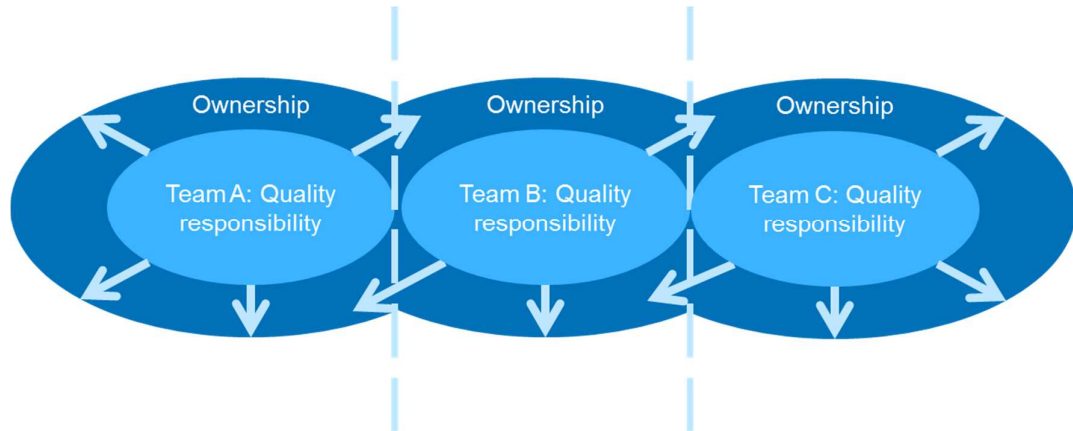 Ownership
Ownership
Ownership
Team A: Quality
responsibility
Team B: Quality
responsibility
Team C: Quality
responsibility